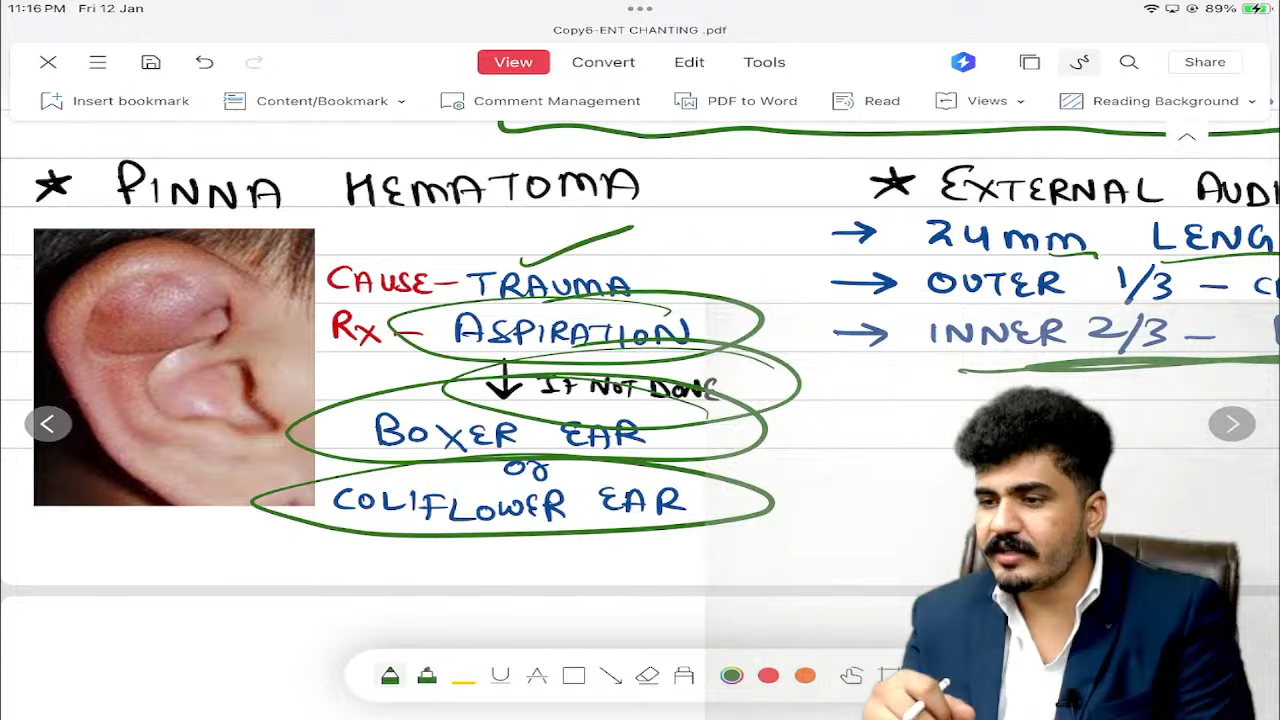 11:16 PM Fri 12 Jan
89%
Copy6-ENT CHANTING .pdf
View Convert Edit Tools Share
Insert bookmark Content/Bookmark Comment Management PDF to Word Read Views Reading Background
★ PINNA HEMATOMA
CAUSE- TRAUMA
Rx - ASPIRATION
↓ IF NOT DONE
BOXER EAR
or
COLIFLOWER EAR
★ EXTERNAL AUDI
→ 24mm LENG
→ OUTER 1/3 - C
→ INNER 2/3 -